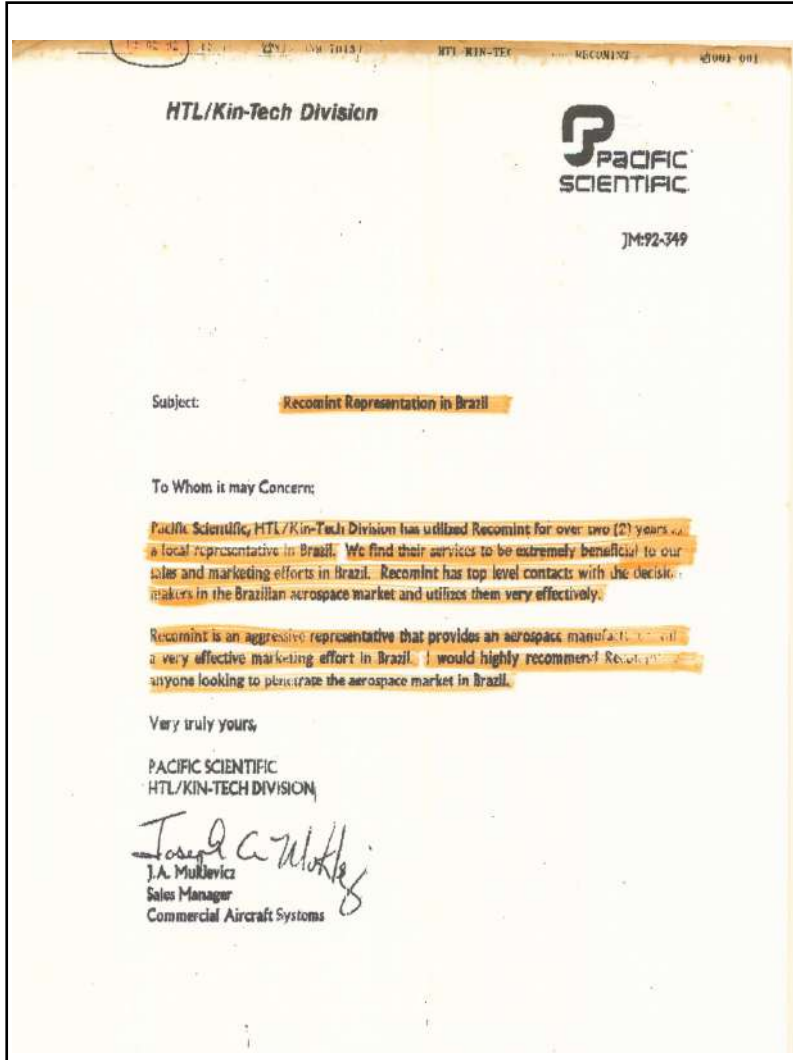 HTL/KIN-TEC RECOMINT 001 001
HTL/Kin-Tech Division
PACIFIC
SCIENTIFIC
JM:92-349
Subject: Recomint Representation in Brazil
To Whom it may Concern:
Pacific Scientific, HTL/Kin-Tech Division has utilized Recomint for over two (2) years as
a local representative in Brazil. We find their services to be extremely beneficial to our
sales and marketing efforts in Brazil. Recomint has top level contacts with the decision
makers in the Brazilian aerospace market and utilizes them very effectively.
Recomint is an aggressive representative that provides an aerospace
a very effective marketing effort in Brazil. I would highly recommend
anyone looking to penetrate the aerospace market in Brazil.
Very truly yours,
PACIFIC SCIENTIFIC
HTL/KIN-TECH DIVISION
J.A. Muklevicz
Sales Manager
Commercial Aircraft Systems